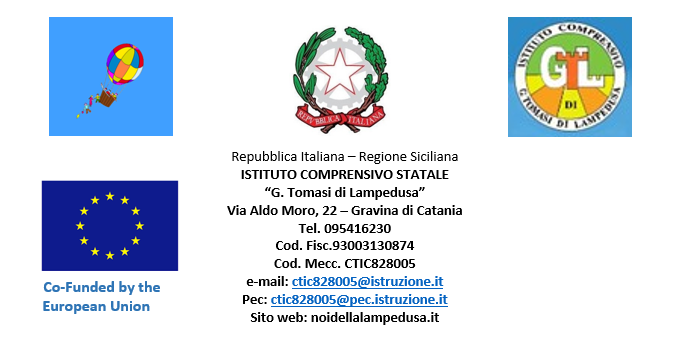 REPVBBLICA ITALIANA
ISTITUTO COMPRENSIVO
GTL
DI
G. TOMASI DI LAMPEDUSA
Repubblica Italiana – Regione Siciliana
ISTITUTO COMPRENSIVO STATALE
“G. Tomasi di Lampedusa”
Via Aldo Moro, 22 – Gravina di Catania
Tel. 095416230
Cod. Fisc.93003130874
Cod. Mecc. CTIC828005
e-mail: ctic828005@istruzione.it
Pec: ctic828005@pec.istruzione.it
Sito web: noidellalampedusa.it
Co-Funded by the
European Union